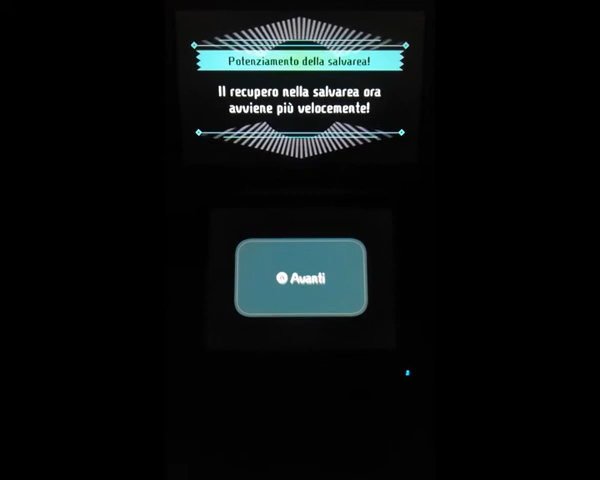 Potenziamento della salvarea!
Il recupero nella salvarea ora
avviene più velocemente!
Avanti